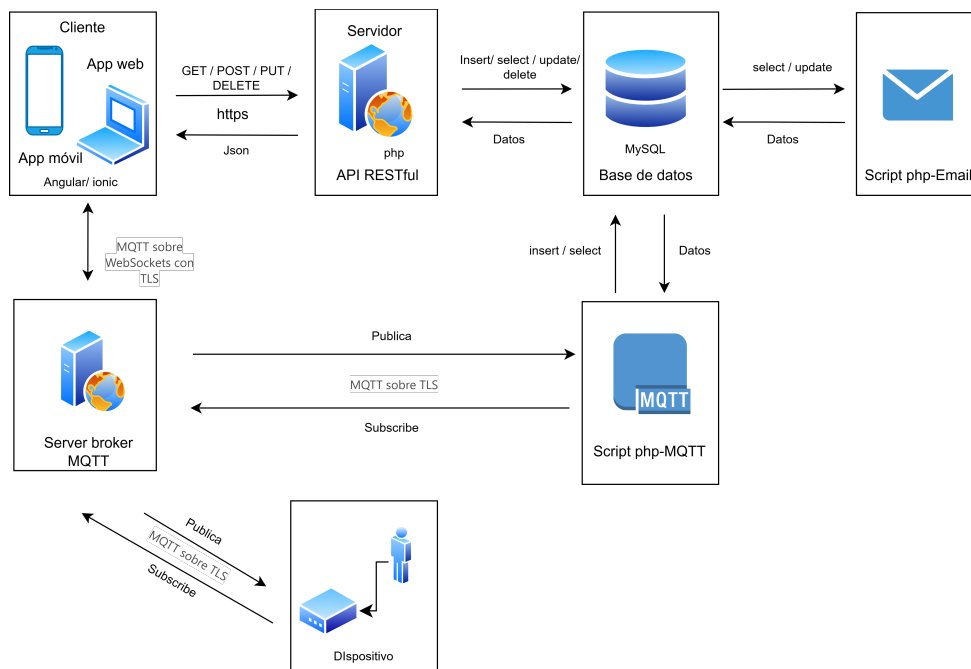 Cliente
App web
App móvil
Angular/ ionic
GET / POST / PUT /
DELETE
https
Json
Servidor
php
API RESTful
Insert/ select / update/
delete
Datos
MySQL
Base de datos
select / update
Datos
Script php-Email
MQTT sobre
WebSockets con
TLS
insert / select
Datos
Server broker
MQTT
Publica
MQTT sobre TLS
Subscribe
MQTT
Script php-MQTT
Publica
MQTT sobre TLS
Subscribe
DIspositivo